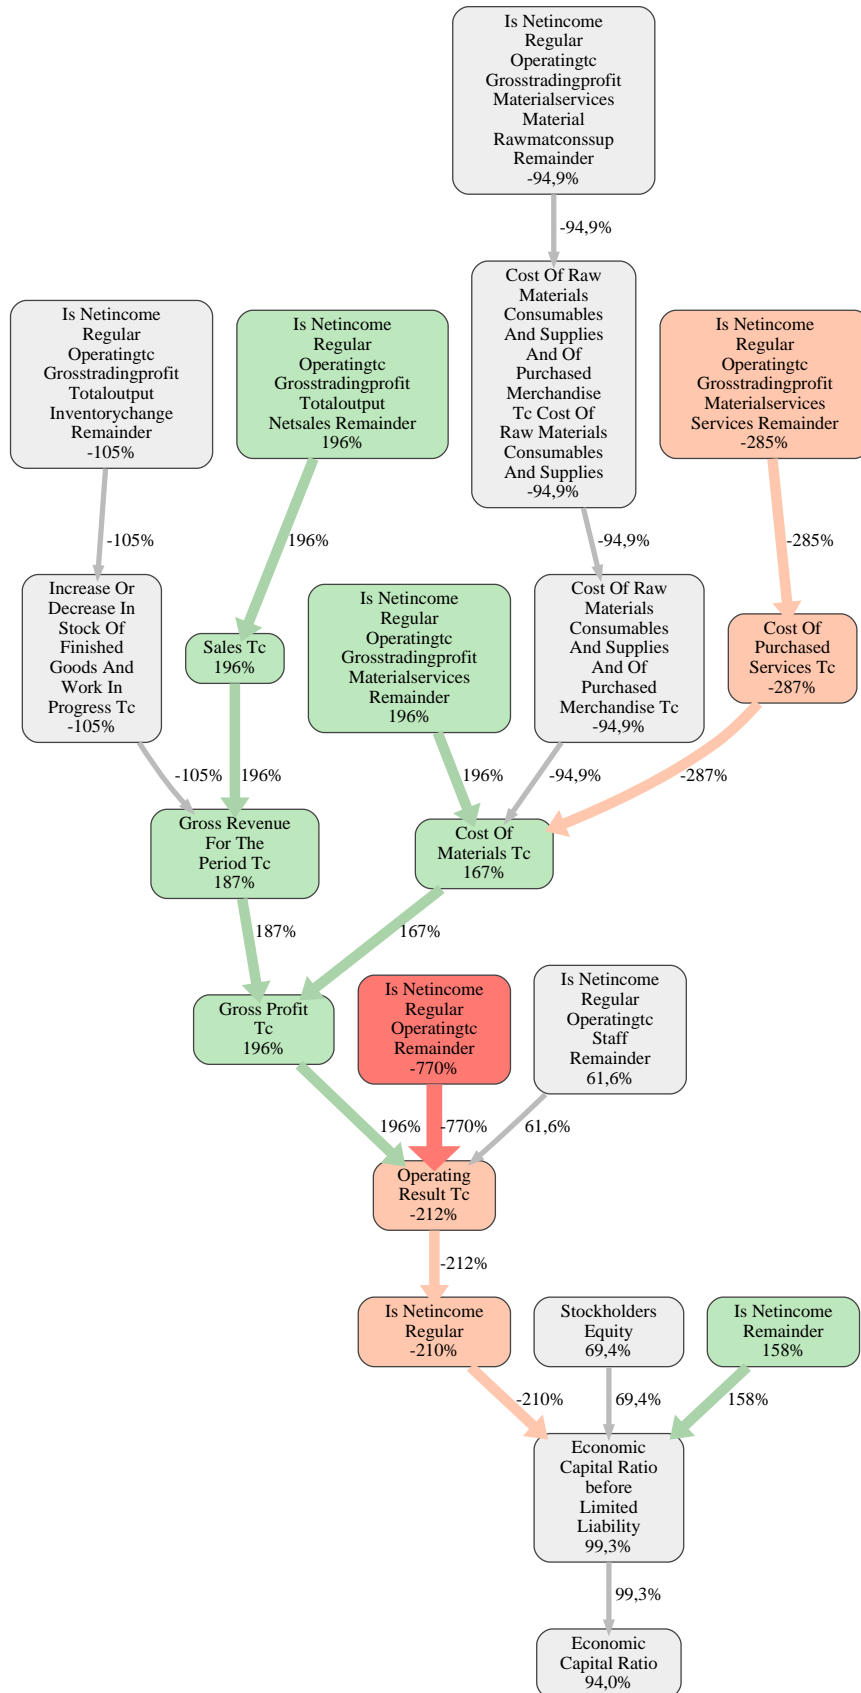 Is Netincome
Regular
Operatingtc
Grosstradingprofit
Materialservices
Material
Rawmatconssup
Remainder
-94,9%
-94,9%
Cost Of Raw
Materials
Consumables
And Supplies
And Of
Purchased
Merchandise
Tc Cost Of
Raw Materials
Consumables
And Supplies
-94,9%
Is Netincome
Regular
Operatingtc
Grosstradingprofit
Totaloutput
Inventorychange
Remainder
-105%
Is Netincome
Regular
Operatingtc
Grosstradingprofit
Totaloutput
Netsales Remainder
196%
Is Netincome
Regular
Operatingtc
Grosstradingprofit
Materialservices
Services Remainder
-285%
-105%
196%
-94,9%
-285%
Increase Or
Decrease In
Stock Of
Finished
Goods And
Work In
Progress Tc
-105%
Sales Tc
196%
Is Netincome
Regular
Operatingtc
Grosstradingprofit
Materialservices
Remainder
196%
Cost Of Raw
Materials
Consumables
And Supplies
And Of
Purchased
Merchandise Tc
-94,9%
Cost Of
Purchased
Services Tc
-287%
-105%
196%
196%
-94,9%
-287%
Gross Revenue
For The
Period Tc
187%
Cost Of
Materials Tc
167%
187%
167%
Gross Profit
Tc
196%
Is Netincome
Regular
Operatingtc
Remainder
-770%
Is Netincome
Regular
Operatingtc
Staff
Remainder
61,6%
196%
-770%
61,6%
Operating
Result Tc
-212%
-212%
Is Netincome
Regular
-210%
Stockholders
Equity
69,4%
Is Netincome
Remainder
158%
-210%
69,4%
158%
Economic
Capital Ratio
before
Limited
Liability
99,3%
99,3%
Economic
Capital Ratio
94,0%